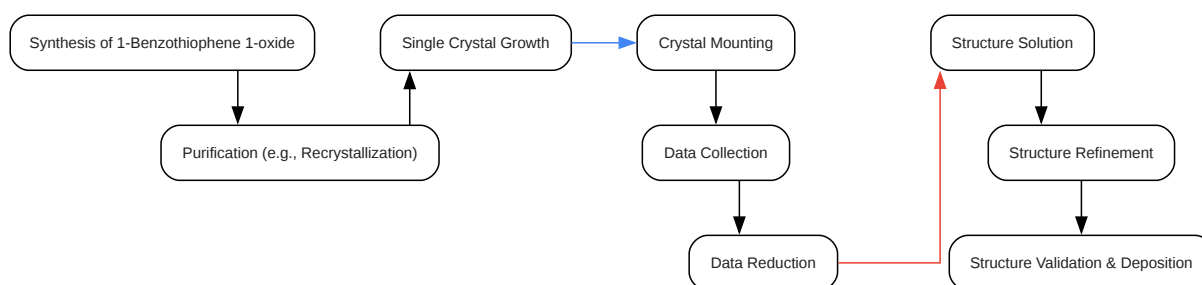 Synthesis of 1-Benzothiophene 1-oxide
Purification (e.g., Recrystallization)
Single Crystal Growth
Crystal Mounting
Data Collection
Data Reduction
Structure Solution
Structure Refinement
Structure Validation & Deposition